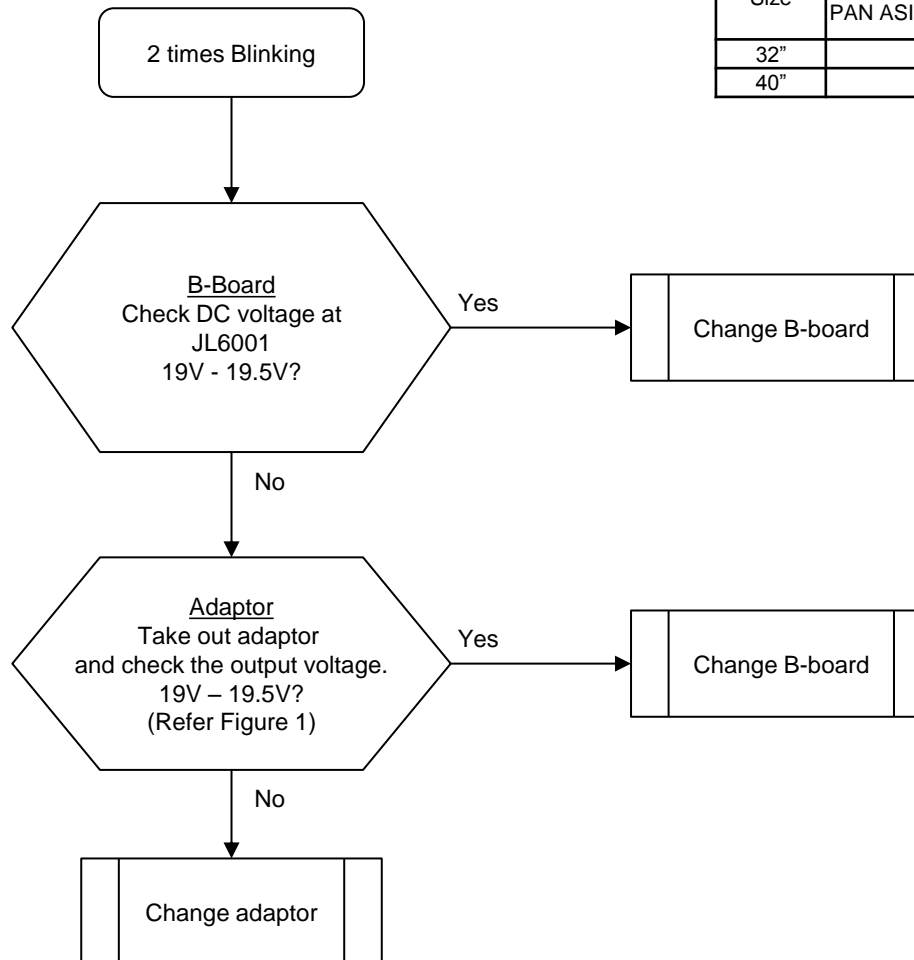 PAN ASI
32”
40”
2 times Blinking
B-Board
Check DC voltage at
JL6001
19V - 19.5V?
Yes
Change B-board
No
Adaptor
Take out adaptor
and check the output voltage.
19V – 19.5V?
(Refer Figure 1)
Yes
Change B-board
No
Change adaptor